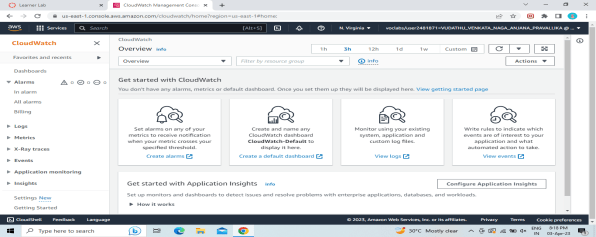 Learner Lab
CloudWatch Management Cons
us-east-1.console.aws.amazon.com/cloudwatch/home?region=us-east-1#home:
aws
Services
Search
[Alt+S]
N. Virginia
voclabs/user2481871=VUSATHU_VENKATA_NAGA_ANJANA_PRAVALLIKA @ ...
CloudWatch
Favorites and recents
Dashboards
Alarms
0
0
0
In alarm
All alarms
Billing
Logs
Metrics
X-Ray traces
Events
Application monitoring
Insights
Settings New
Getting Started
CloudWatch
Overview Info
1h 3h 12h 1d 1w Custom
Overview
Filter by resource group
Info
Actions
Get started with CloudWatch
You don't have any alarms, metrics or default dashboard. Once you set them up they will be displayed here. View getting started page
Set alarms on any of your
metrics to receive notification
when your metric crosses your
specified threshold.
Create alarms
Create and name any
CloudWatch dashboard
CloudWatch-Default to
display it here.
Create a default dashboard
Monitor using your existing
system, application and
custom log files.
View logs
Write rules to indicate which
events are of interest to your
application and what
automated action to take.
View events
Get started with Application Insights Info
Configure Application Insights
Set up monitors and dashboards to detect issues and resolve problems with enterprise applications, databases, and workloads.
How it works
CloudShell Feedback Language
© 2023, Amazon Web Services, Inc. or its affiliates. Privacy Terms Cookie preferences
Type here to search
30°C Mostly clear
ENG
IN
9:19 PM
03-Apr-23